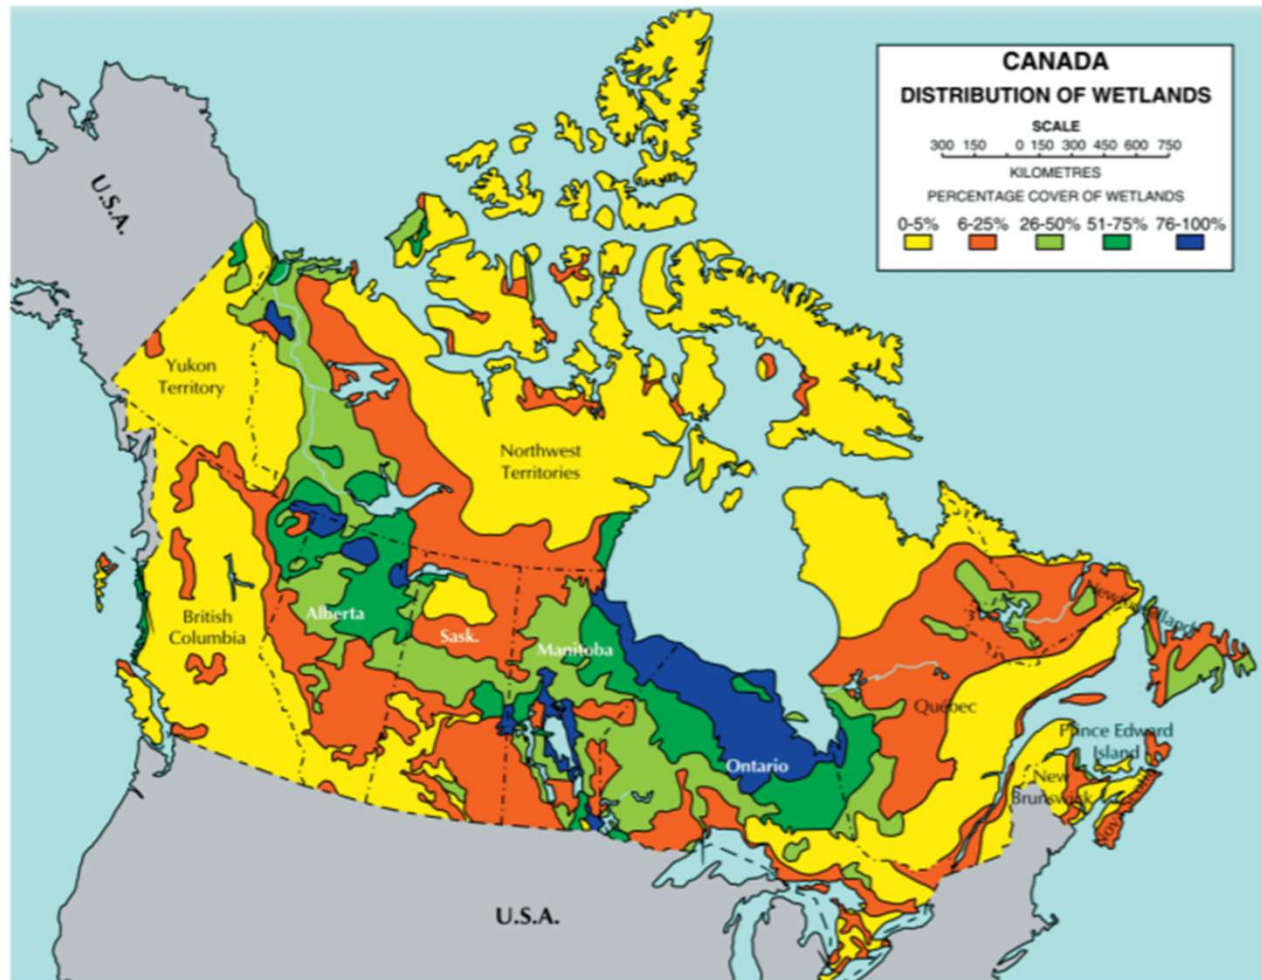 CANADA
DISTRIBUTION OF WETLANDS
SCALE
300 150 0 150 300 450 600 750
KILOMETRES
PERCENTAGE COVER OF WETLANDS
0-5% 6-25% 26-50% 51-75% 76-100%
U.S.A.
Yukon
Territory
Northwest
Territories
British
Columbia
Alberta
Sask.
Manitoba
Newfoundland
Québec
Ontario
Prince Edward
Island
New
Brunswick
U.S.A.